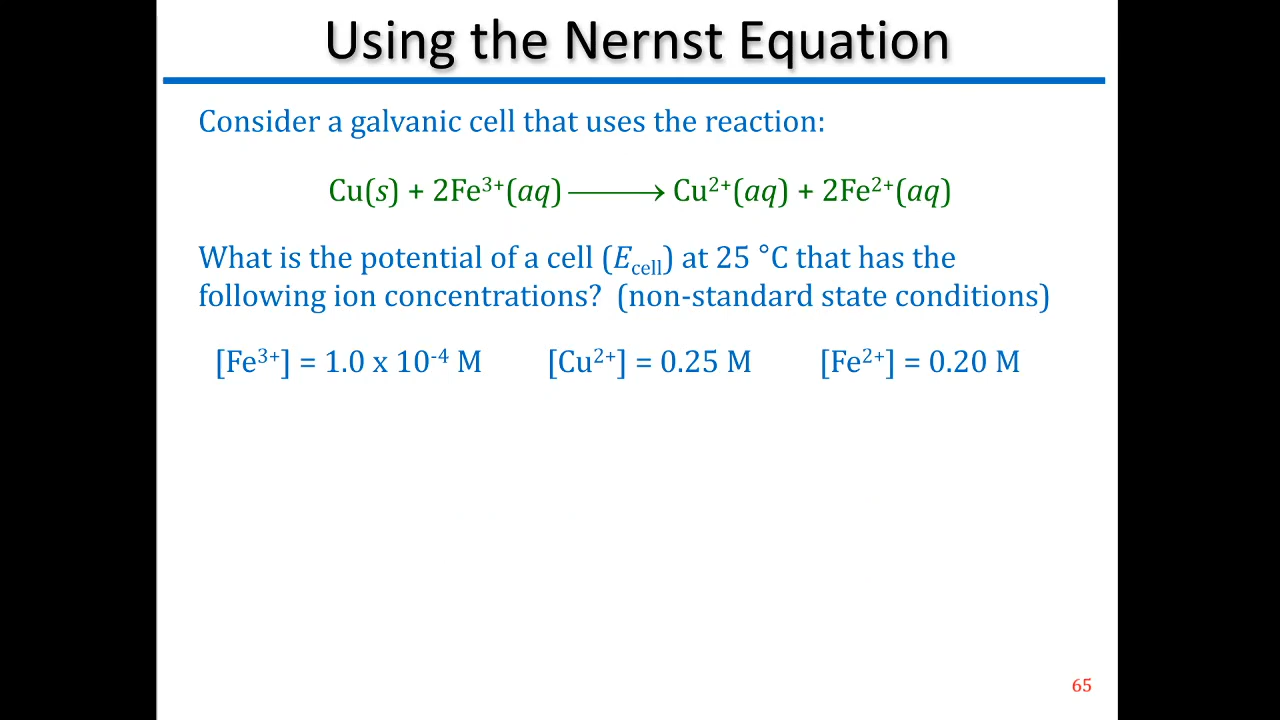 Using the Nernst Equation
Consider a galvanic cell that uses the reaction:
Cu(s) + 2Fe³⁺(aq) ⟶ Cu²⁺(aq) + 2Fe²⁺(aq)
What is the potential of a cell (E_cell) at 25 °C that has the
following ion concentrations? (non-standard state conditions)
[Fe³⁺] = 1.0 x 10⁻⁴ M [Cu²⁺] = 0.25 M [Fe²⁺] = 0.20 M
65